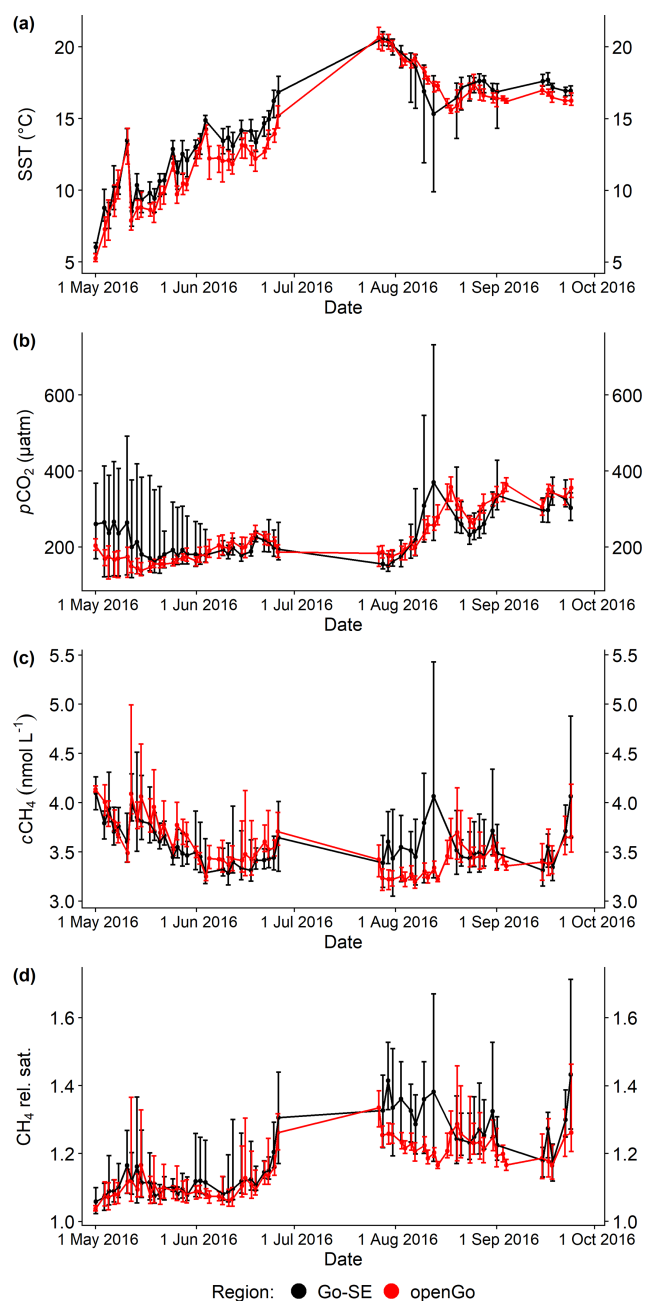 (a)
SST (°C)
20 20
15 15
10 10
5 5
1 May 2016 1 Jun 2016 1 Jul 2016 1 Aug 2016 1 Sep 2016 1 Oct 2016
Date
(b)
pCO₂ (µatm)
600 600
400 400
200 200
1 May 2016 1 Jun 2016 1 Jul 2016 1 Aug 2016 1 Sep 2016 1 Oct 2016
Date
(c)
cCH₄ (nmol L⁻¹)
5.5 5.5
5.0 5.0
4.5 4.5
4.0 4.0
3.5 3.5
3.0 3.0
1 May 2016 1 Jun 2016 1 Jul 2016 1 Aug 2016 1 Sep 2016 1 Oct 2016
Date
(d)
CH₄ rel. sat.
1.6 1.6
1.4 1.4
1.2 1.2
1.0 1.0
1 May 2016 1 Jun 2016 1 Jul 2016 1 Aug 2016 1 Sep 2016 1 Oct 2016
Date
Region: Go-SE openGo